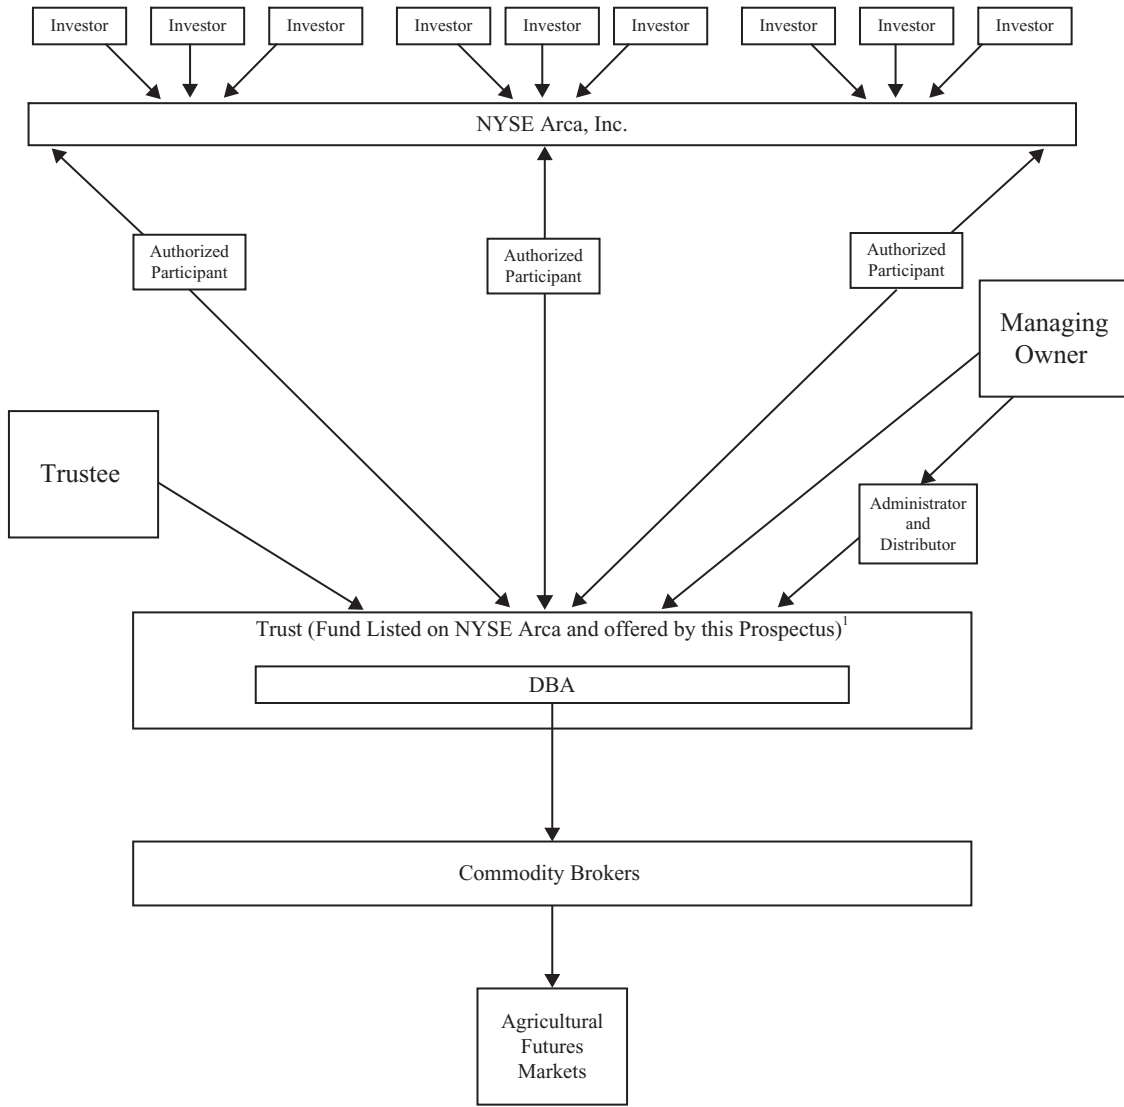 Investor
Investor
Investor
Investor
Investor
Investor
Investor
Investor
Investor
NYSE Arca, Inc.
Authorized
Participant
Authorized
Participant
Authorized
Participant
Managing
Owner
Trustee
Administrator
and
Distributor
Trust (Fund Listed on NYSE Arca and offered by this Prospectus)1
DBA
Commodity Brokers
Agricultural
Futures
Markets